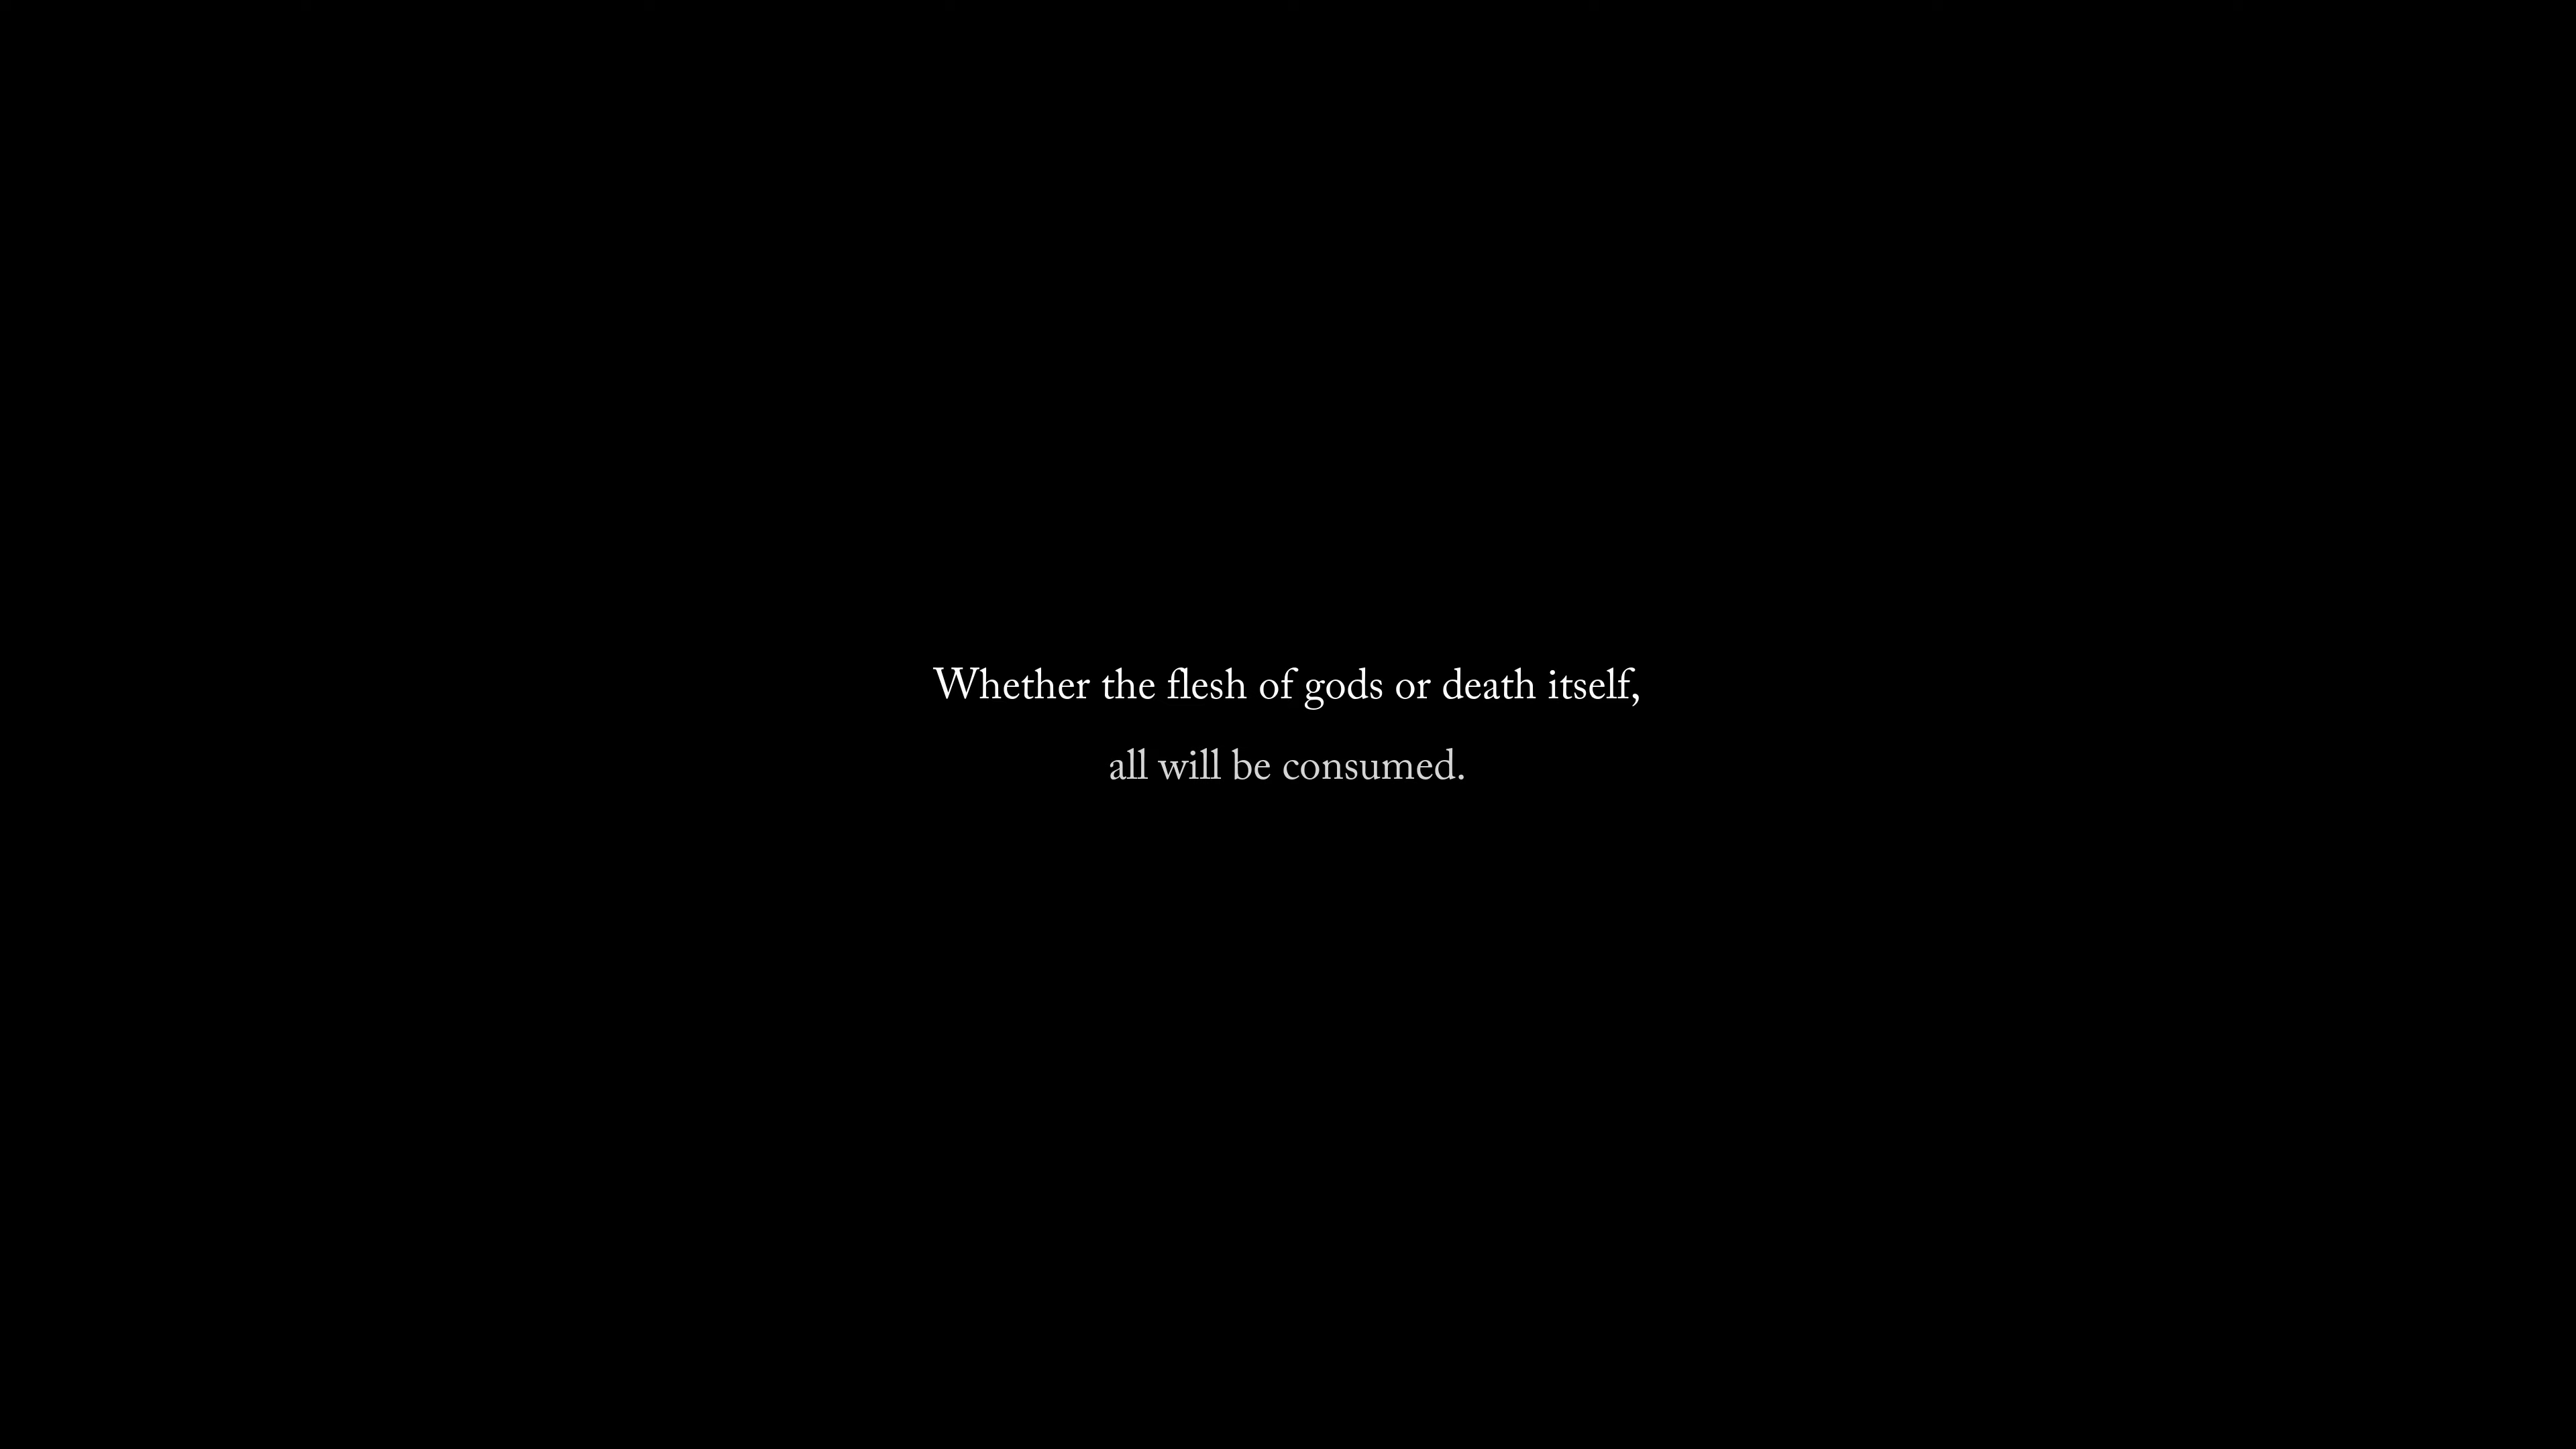 Whether the flesh of gods or death itself,
all will be consumed.